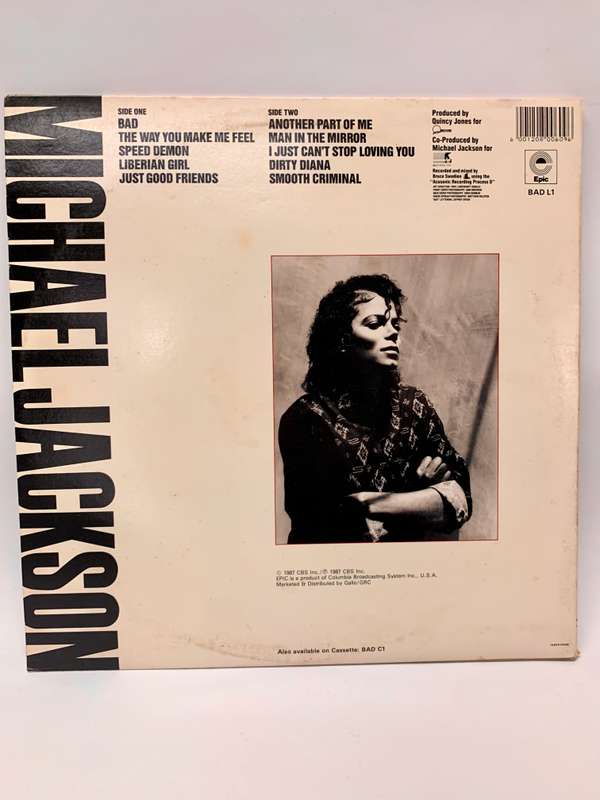 MICHAEL JACKSON
SIDE ONE
BAD
THE WAY YOU MAKE ME FEEL
SPEED DEMON
LIBERIAN GIRL
JUST GOOD FRIENDS
SIDE TWO
ANOTHER PART OF ME
MAN IN THE MIRROR
I JUST CAN'T STOP LOVING YOU
DIRTY DIANA
SMOOTH CRIMINAL
Produced by
Quincy Jones for
Co-Produced by
Michael Jackson for
Recorded and mixed by
Bruce Swedien using the
"Acusonic Recording Process"
6 001208 006096
Epic
BAD L1
© 1987 CBS Inc./℗ 1987 CBS Inc.
EPIC is a product of Columbia Broadcasting System Inc., U.S.A.
Marketed & Distributed by Gallo/GRC
Also available on Cassette: BAD C1